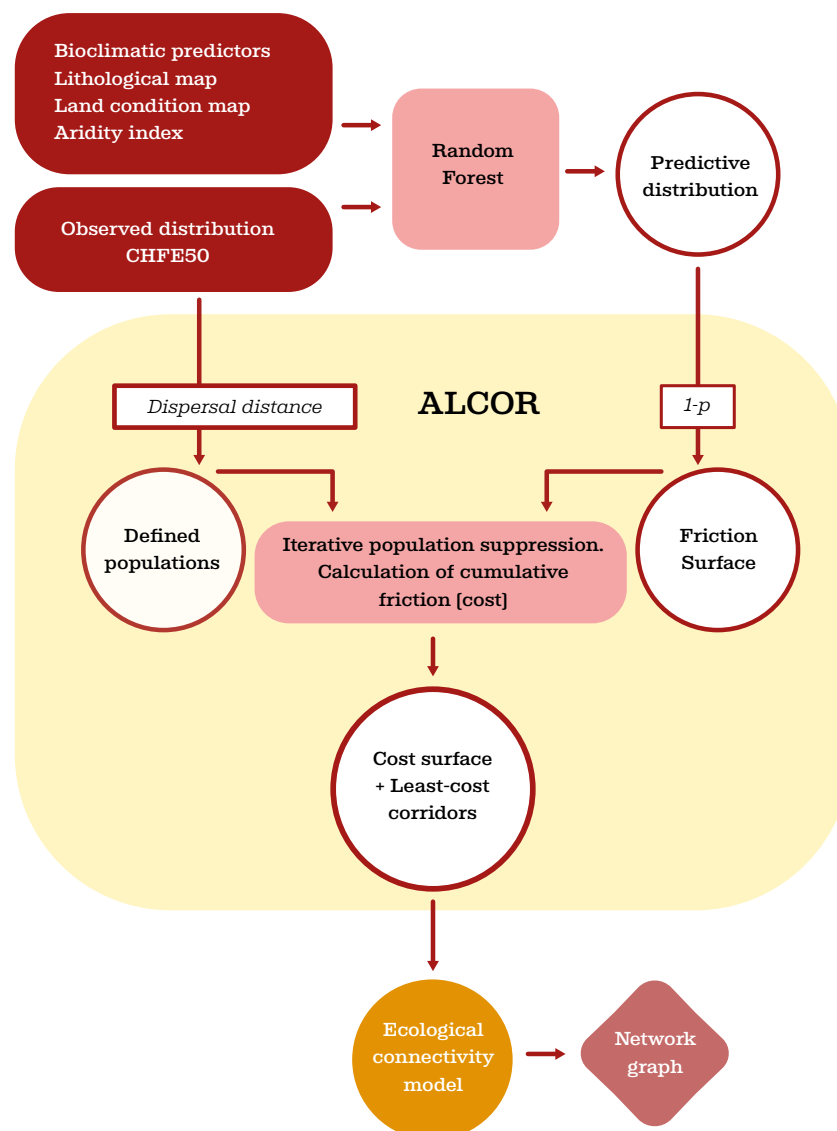 Bioclimatic predictors
Lithological map
Land condition map
Aridity index
Random
Forest
Predictive
distribution
Observed distribution
CHFE50
ALCOR
Dispersal distance
1-p
Defined
populations
Iterative population suppression.
Calculation of cumulative
friction (cost)
Friction
Surface
Cost surface
+ Least-cost
corridors
Ecological
connectivity
model
Network
graph